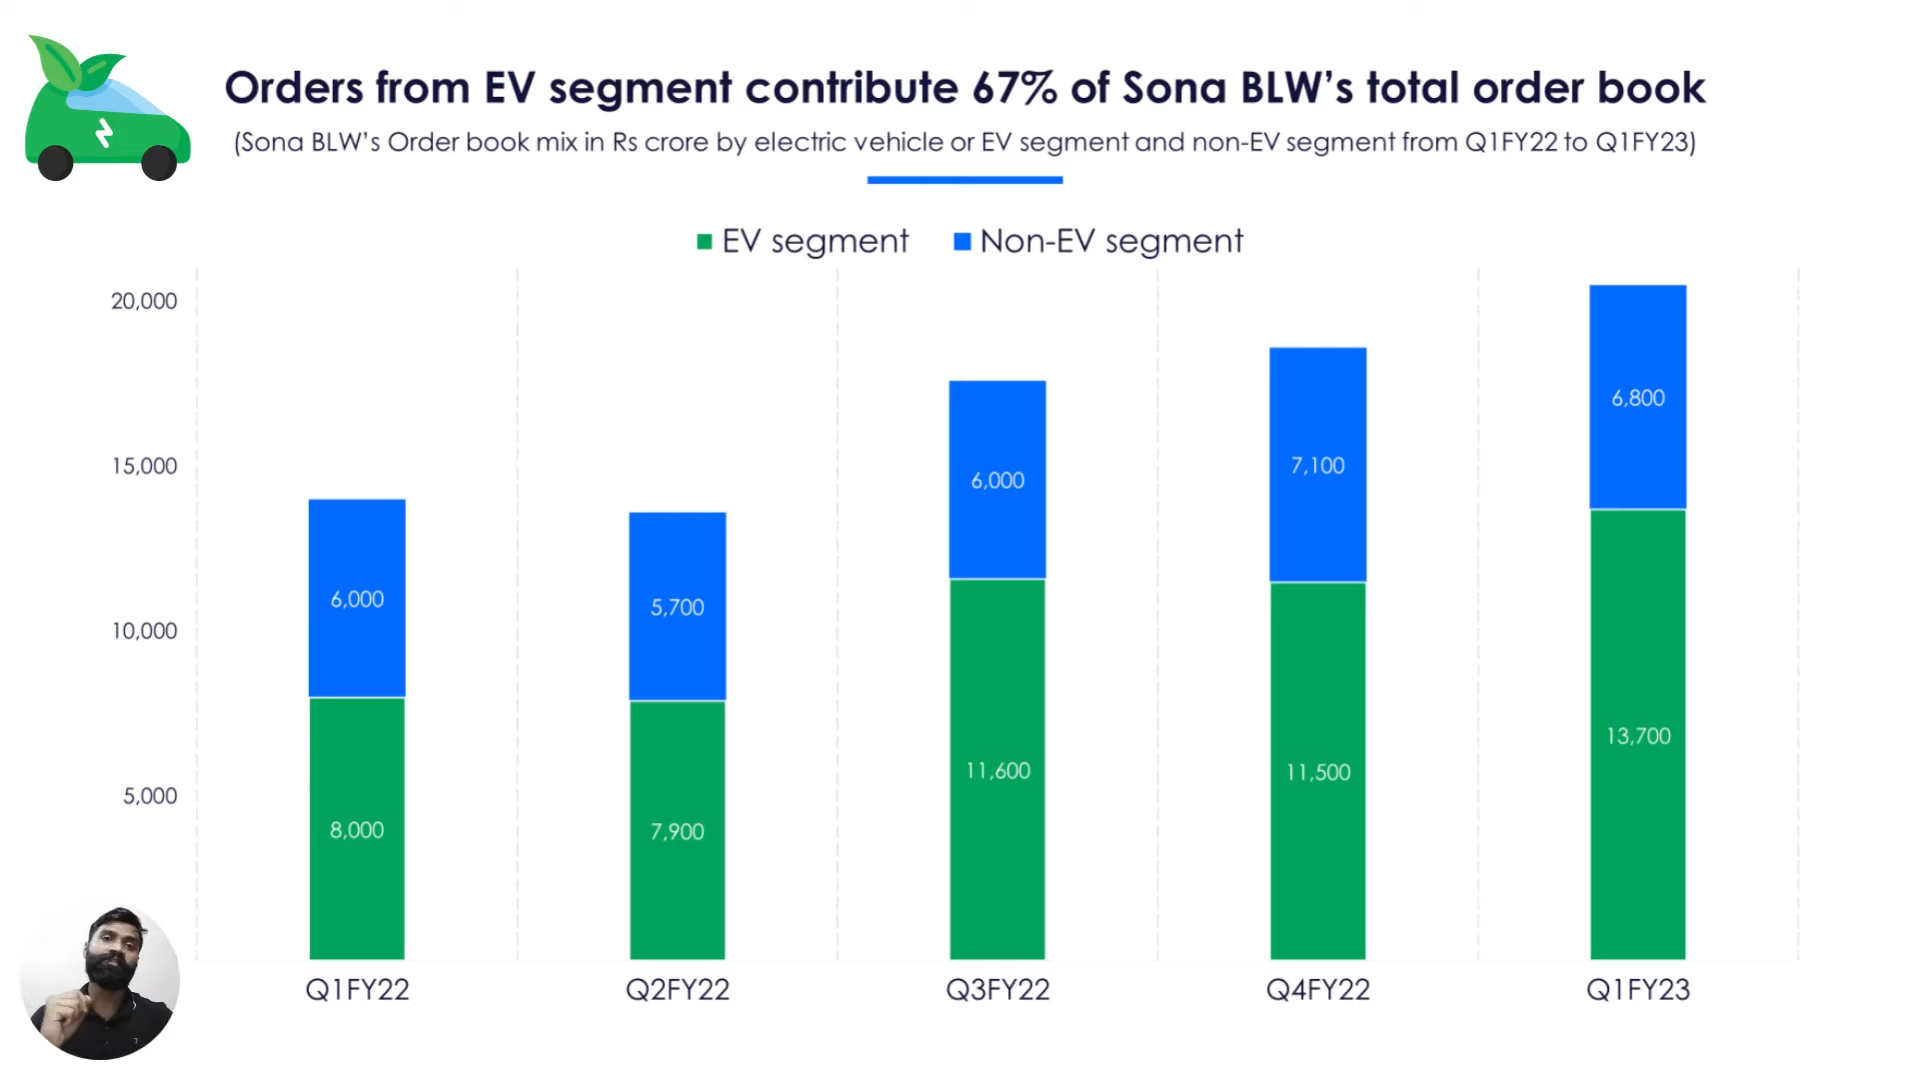 Orders from EV segment contribute 67% of Sona BLW’s total order book
(Sona BLW’s Order book mix in Rs crore by electric vehicle or EV segment and non-EV segment from Q1FY22 to Q1FY23)
EV segment
Non-EV segment
20,000
15,000
10,000
5,000
6,000
8,000
5,700
7,900
6,000
11,600
7,100
11,500
6,800
13,700
Q1FY22
Q2FY22
Q3FY22
Q4FY22
Q1FY23